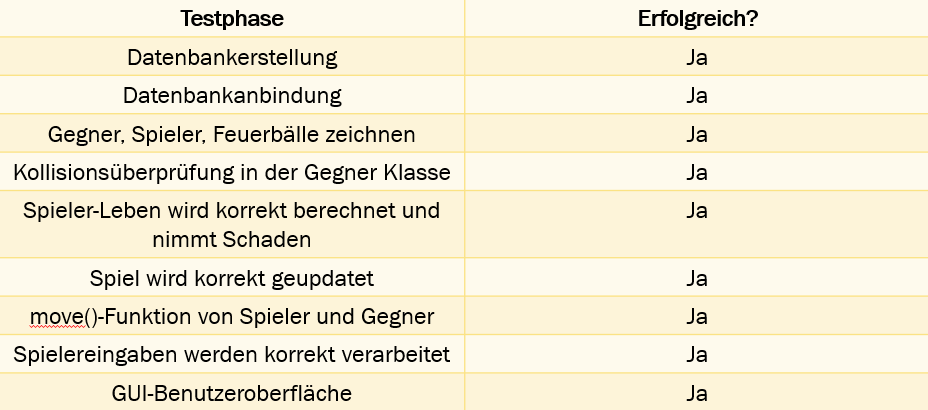 Testphase Erfolgreich?
Datenbankerstellung Ja
Datenbankanbindung Ja
Gegner, Spieler, Feuerbälle zeichnen Ja
Kollisionsüberprüfung in der Gegner Klasse Ja
Spieler-Leben wird korrekt berechnet und Ja
nimmt Schaden
Spiel wird korrekt geupdatet Ja
move()-Funktion von Spieler und Gegner Ja
Spielereingaben werden korrekt verarbeitet Ja
GUI-Benutzeroberfläche Ja